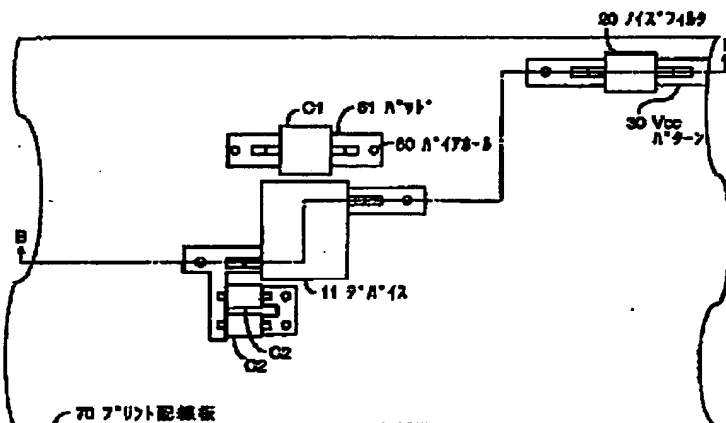 20 ノイズフィルタ
C1
61 パッド
60 バイアホール
30 Vcc
パターン
B
11 デバイス
C2
C2
70 プリント配線板